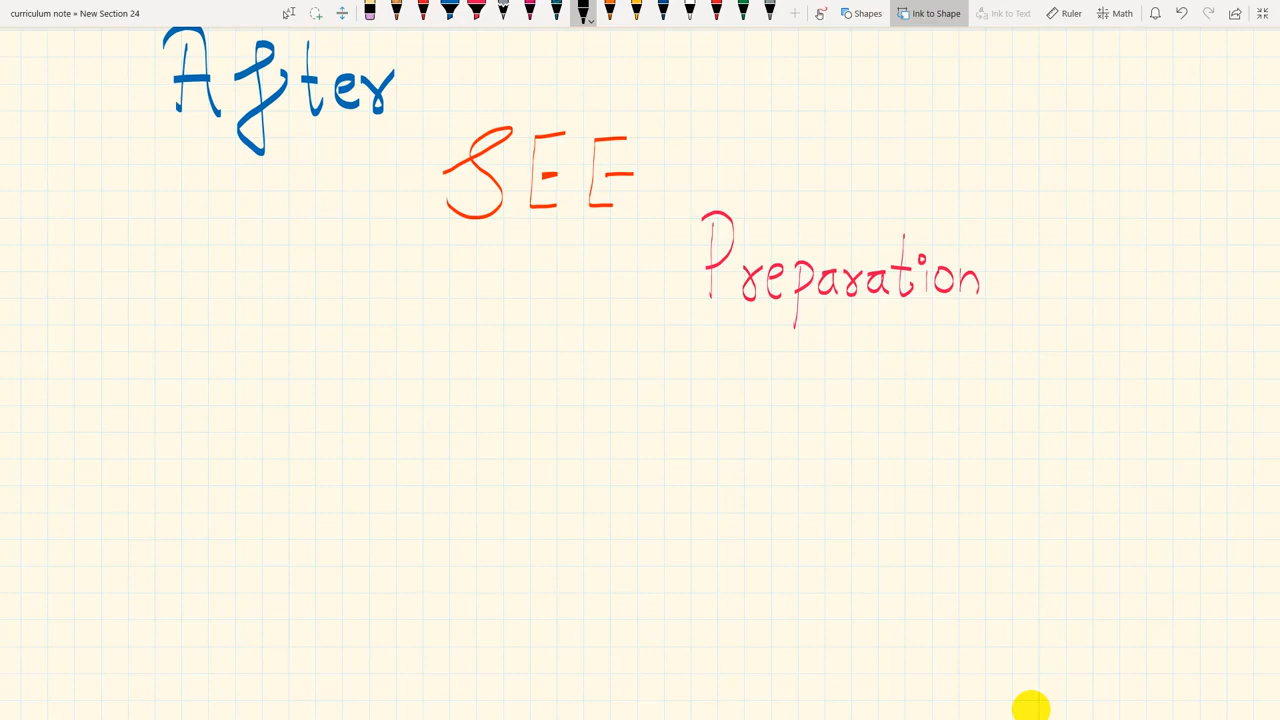 curriculum note » New Section 24
Shapes
Ink to Shape
Ink to Text
Ruler
Math
After
SEE
Preparation